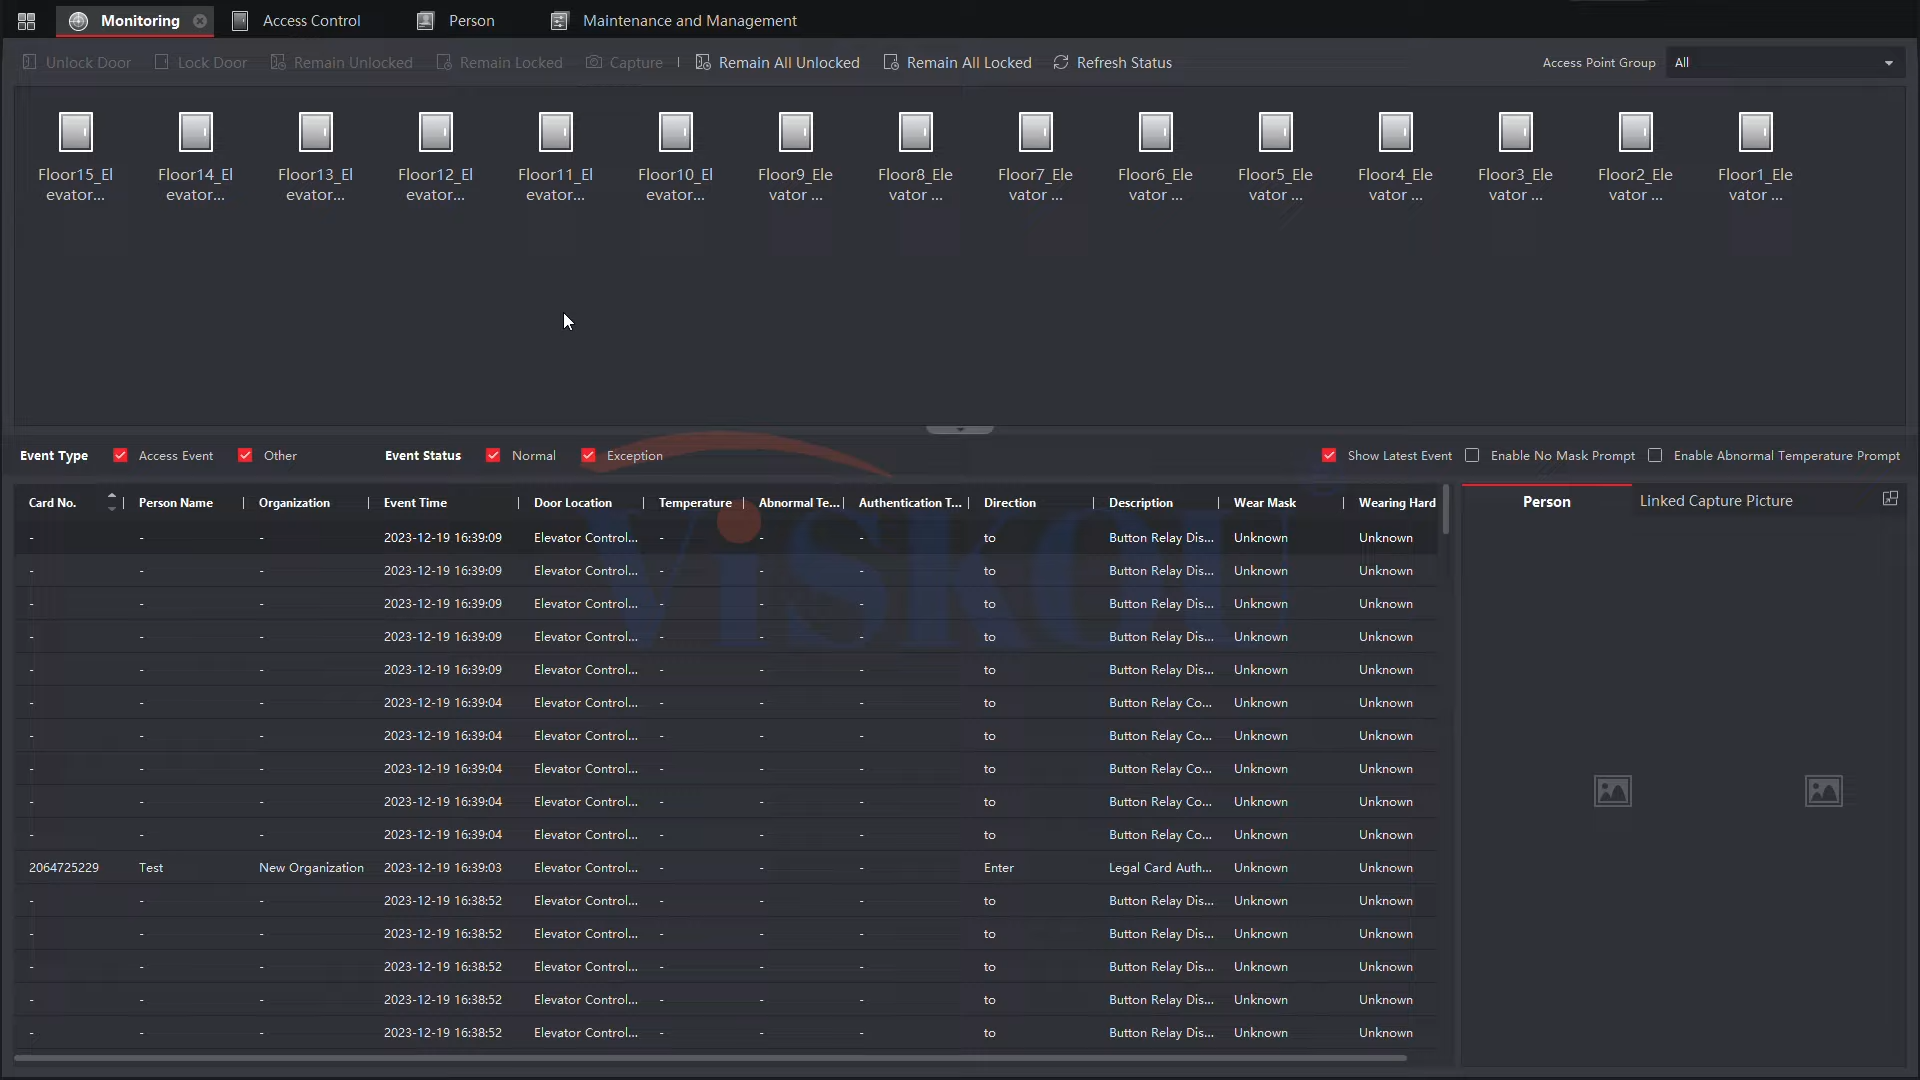 Monitoring Access Control Person Maintenance and Management
Unlock Door Lock Door Remain Unlocked Remain Locked Capture Remain All Unlocked Remain All Locked Refresh Status Access Point Group All
Floor15_El Floor14_El Floor13_El Floor12_El Floor11_El Floor10_El Floor9_Ele Floor8_Ele Floor7_Ele Floor6_Ele Floor5_Ele Floor4_Ele Floor3_Ele Floor2_Ele Floor1_Ele
evator... evator... evator... evator... evator... evator... vator ... vator ... vator ... vator ... vator ... vator ... vator ... vator ... vator ...
Event Type Access Event Other Event Status Normal Exception Show Latest Event Enable No Mask Prompt Enable Abnormal Temperature Prompt
Card No. Person Name Organization Event Time Door Location Temperature Abnormal Te... Authentication T... Direction Description Wear Mask Wearing Hard Person Linked Capture Picture
- - - 2023-12-19 16:39:09 Elevator Control... - - - to Button Relay Dis... Unknown Unknown
- - - 2023-12-19 16:39:09 Elevator Control... - - - to Button Relay Dis... Unknown Unknown
- - - 2023-12-19 16:39:09 Elevator Control... - - - to Button Relay Dis... Unknown Unknown
- - - 2023-12-19 16:39:09 Elevator Control... - - - to Button Relay Dis... Unknown Unknown
- - - 2023-12-19 16:39:09 Elevator Control... - - - to Button Relay Dis... Unknown Unknown
- - - 2023-12-19 16:39:04 Elevator Control... - - - to Button Relay Co... Unknown Unknown
- - - 2023-12-19 16:39:04 Elevator Control... - - - to Button Relay Co... Unknown Unknown
- - - 2023-12-19 16:39:04 Elevator Control... - - - to Button Relay Co... Unknown Unknown
- - - 2023-12-19 16:39:04 Elevator Control... - - - to Button Relay Co... Unknown Unknown
- - - 2023-12-19 16:39:04 Elevator Control... - - - to Button Relay Co... Unknown Unknown
2064725229 Test New Organization 2023-12-19 16:39:03 Elevator Control... - - - Enter Legal Card Auth... Unknown Unknown
- - - 2023-12-19 16:38:52 Elevator Control... - - - to Button Relay Dis... Unknown Unknown
- - - 2023-12-19 16:38:52 Elevator Control... - - - to Button Relay Dis... Unknown Unknown
- - - 2023-12-19 16:38:52 Elevator Control... - - - to Button Relay Dis... Unknown Unknown
- - - 2023-12-19 16:38:52 Elevator Control... - - - to Button Relay Dis... Unknown Unknown
- - - 2023-12-19 16:38:52 Elevator Control... - - - to Button Relay Dis... Unknown Unknown